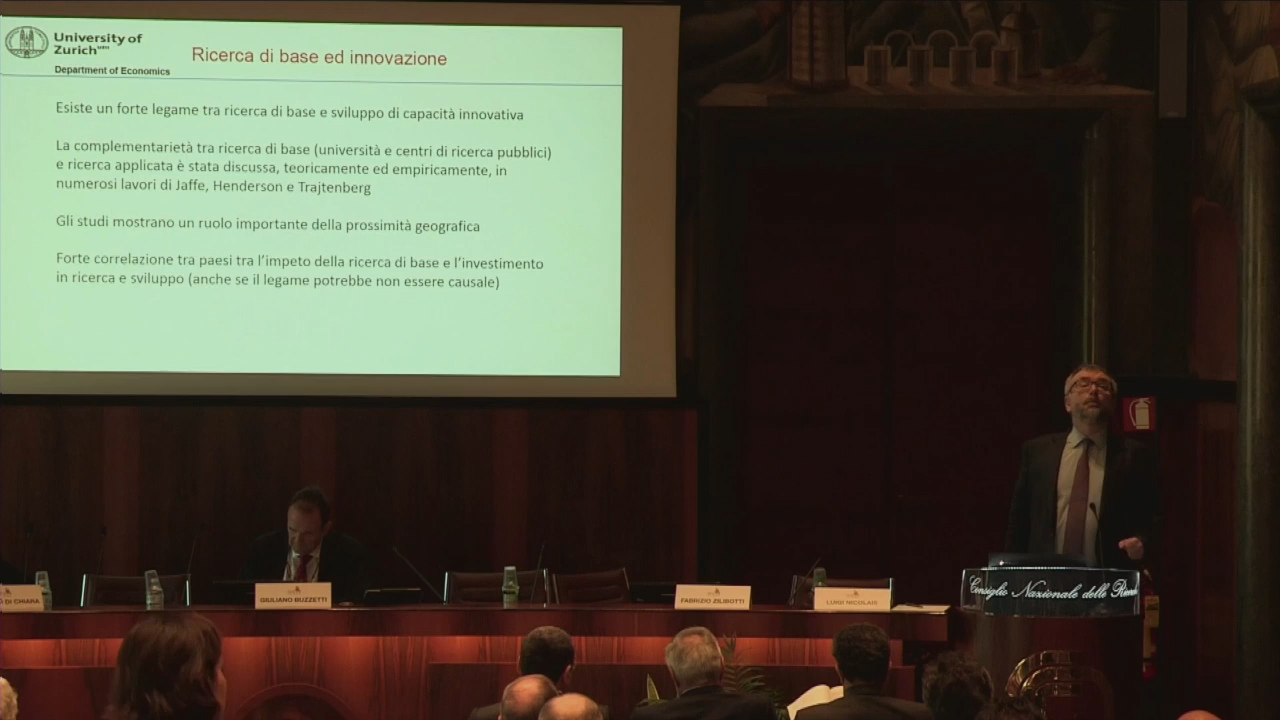 University of
Zurich
Department of Economics
Ricerca di base ed innovazione
Esiste un forte legame tra ricerca di base e sviluppo di capacità innovativa
La complementarietà tra ricerca di base (università e centri di ricerca pubblici)
e ricerca applicata è stata discussa, teoricamente ed empiricamente, in
numerosi lavori di Jaffe, Henderson e Trajtenberg
Gli studi mostrano un ruolo importante della prossimità geografica
Forte correlazione tra paesi tra l'impeto della ricerca di base e l'investimento
in ricerca e sviluppo (anche se il legame potrebbe non essere causale)
DI CHIARA
GIULIANO BUZZETTI
FABRIZIO ZILIBOTTI
LUIGI NICOLAIS
Consiglio Nazionale delle